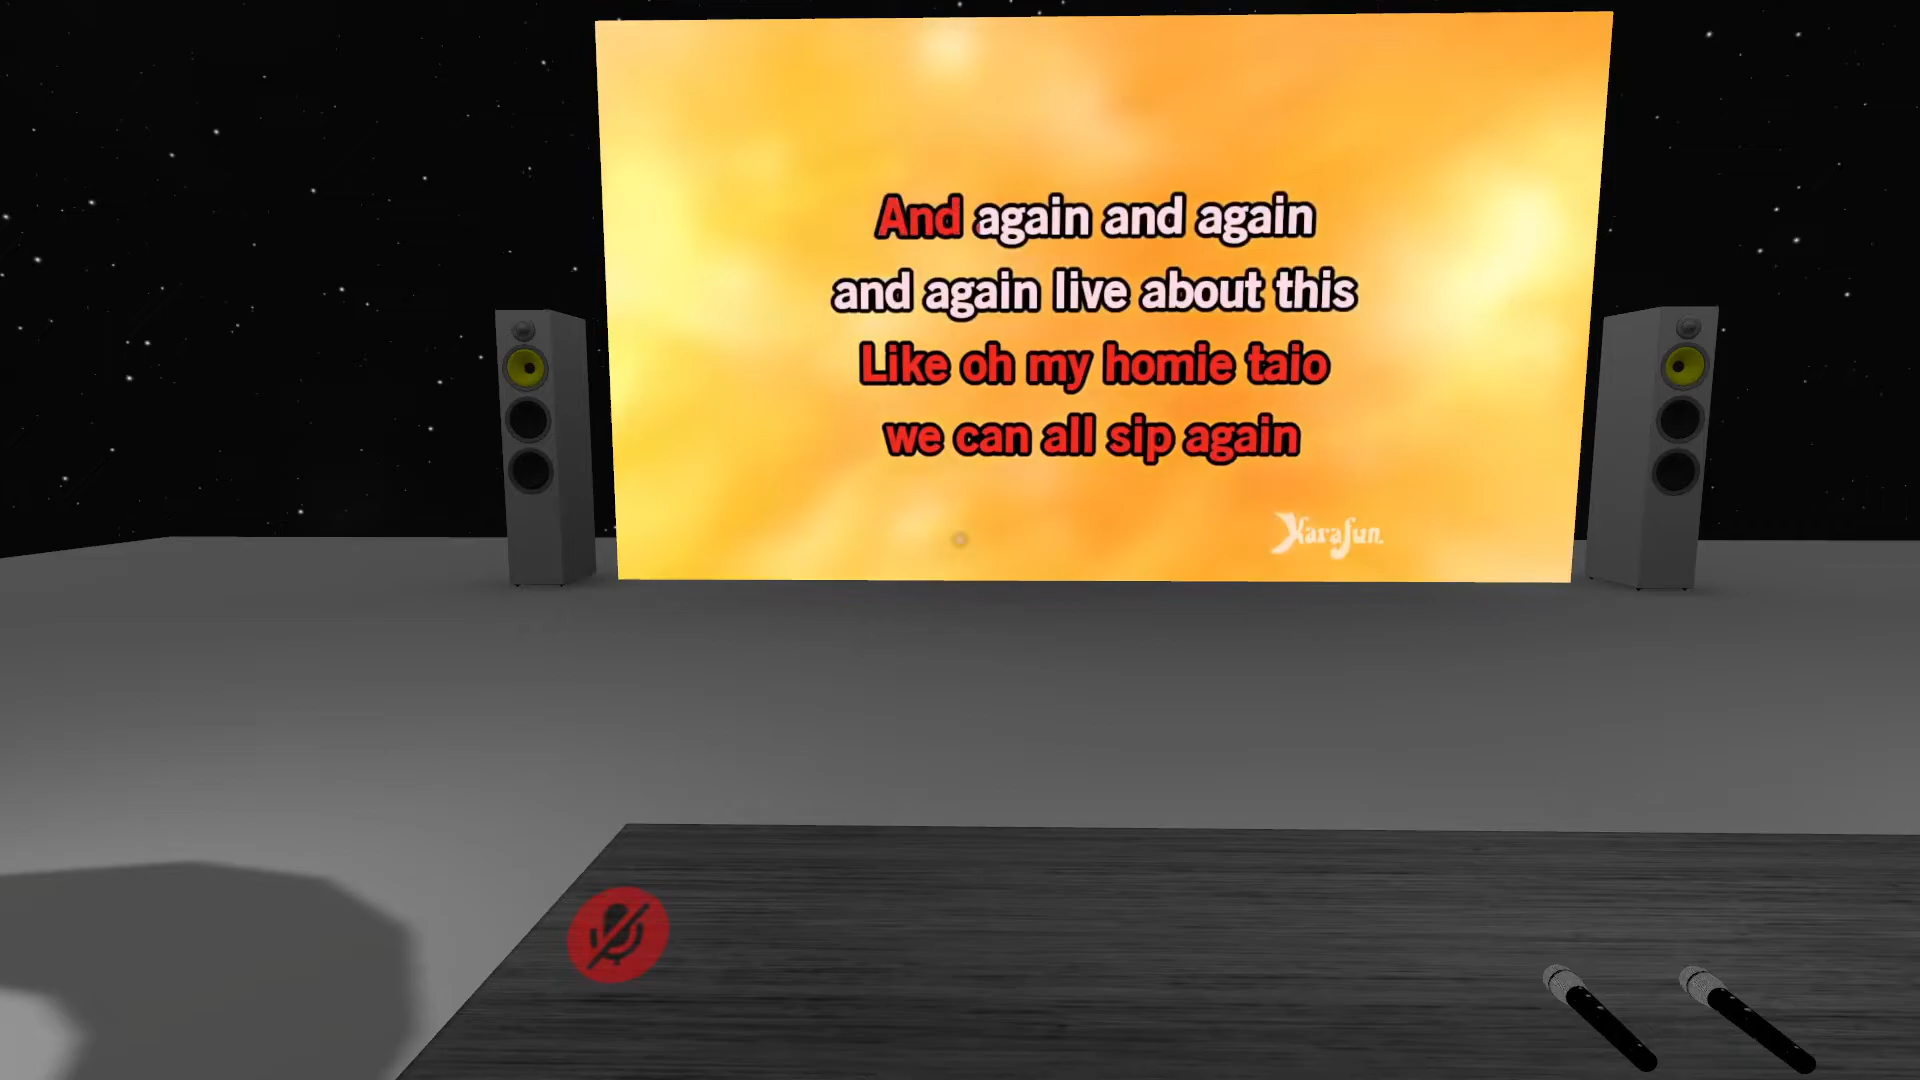 And again and again
and again live about this
Like oh my homie taio
we can all sip again
KaraFun